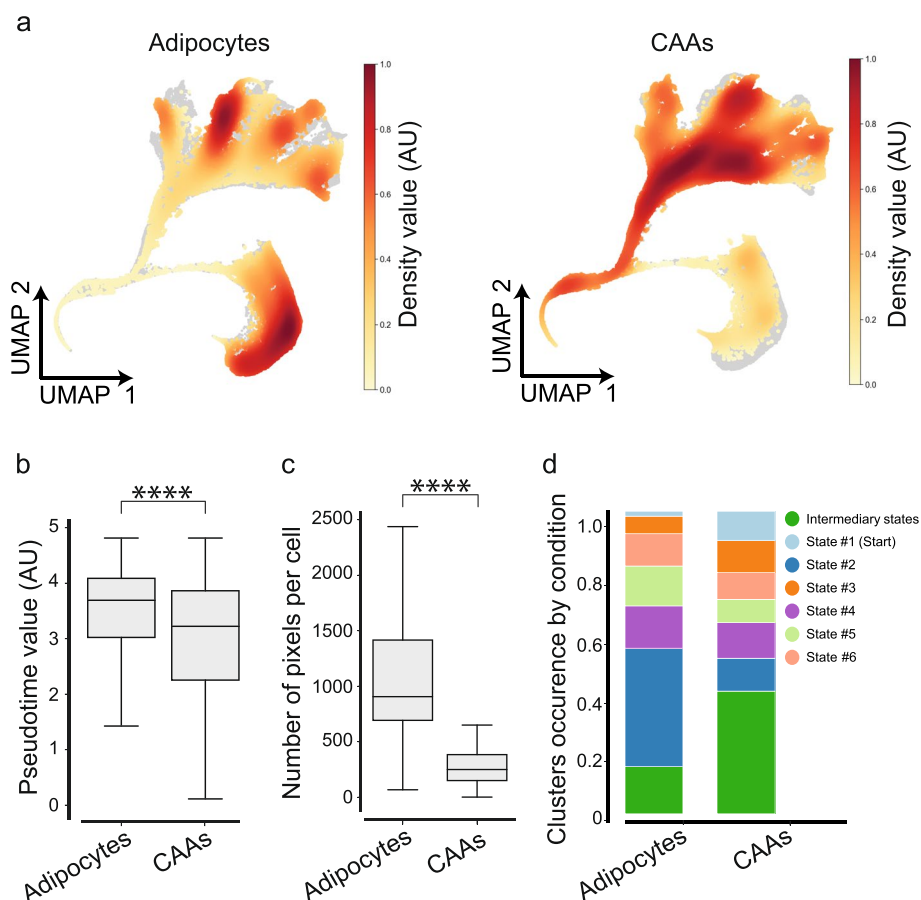 a
Adipocytes
CAAs
1.0
0.8
0.6
0.4
0.2
0.0
Density value (AU)
1.0
0.8
0.6
0.4
0.2
0.0
Density value (AU)
UMAP 2
UMAP 1
UMAP 2
UMAP 1
b
****
Pseudotime value (AU)
5
4
3
2
1
0
Adipocytes
CAAs
c
****
Number of pixels per cell
2500
2000
1500
1000
500
0
Adipocytes
CAAs
d
Clusters occurence by condition
1.0
0.8
0.6
0.4
0.2
0
Adipocytes
CAAs
Intermediary states
State #1 (Start)
State #2
State #3
State #4
State #5
State #6